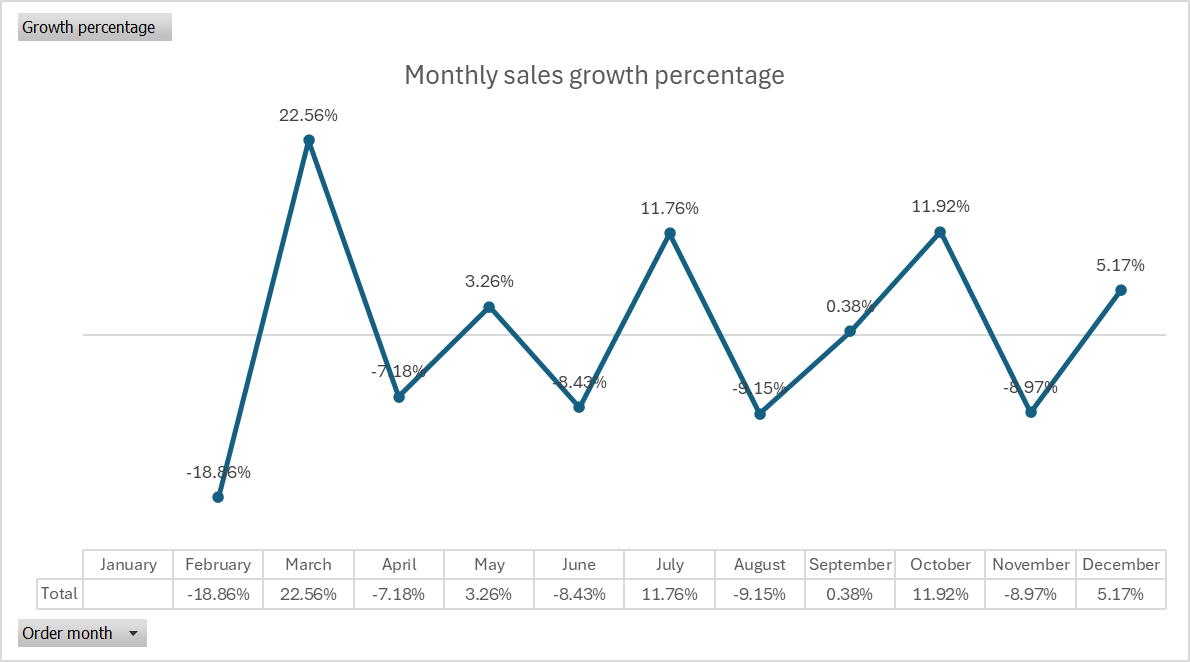 Growth percentage
Monthly sales growth percentage
22.56%
11.76%
11.92%
3.26%
5.17%
0.38%
-7.18%
-8.43%
-9.15%
-8.97%
-18.86%
January February March April May June July August September October November December
Total -18.86% 22.56% -7.18% 3.26% -8.43% 11.76% -9.15% 0.38% 11.92% -8.97% 5.17%
Order month